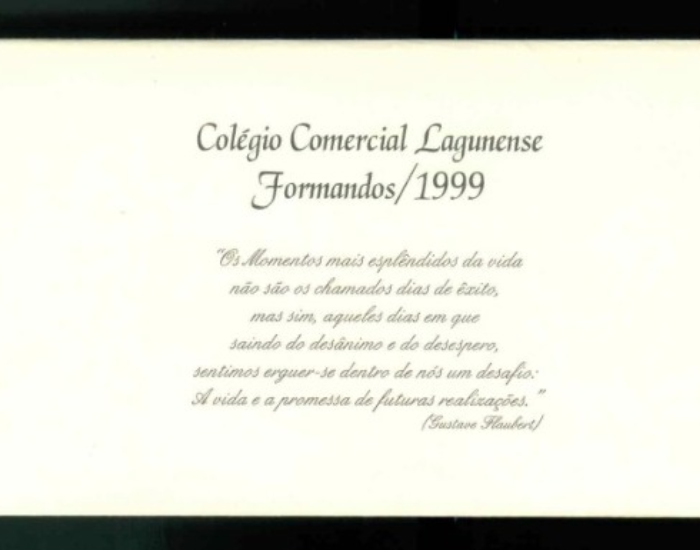 Colégio Comercial Lagunense
Formandos/1999
"Os Momentos mais esplêndidos da vida
não são os chamados dias de êxito,
mas sim, aqueles dias em que
saindo do desânimo e do desespero,
sentimos erguer-se dentro de nós um desafio:
A vida e a promessa de futuras realizações."
(Gustave Flaubert)